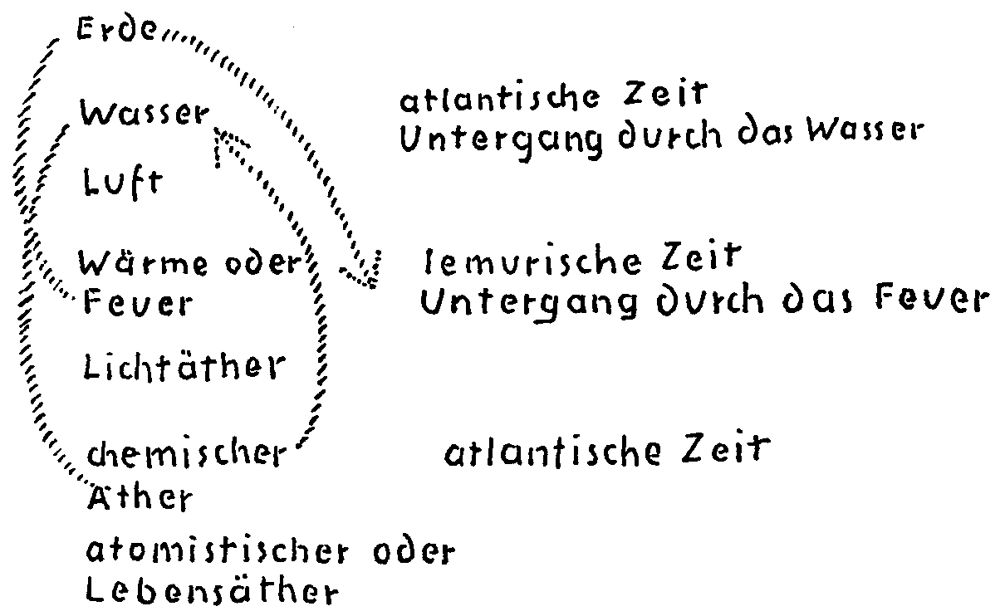 Erde
Wasser
atlantische Zeit
Untergang durch das Wasser
Luft
Wärme oder
Feuer
lemurische Zeit
Untergang durch das Feuer
Lichtäther
chemischer
Äther
atlantische Zeit
atomistischer oder
Lebensäther